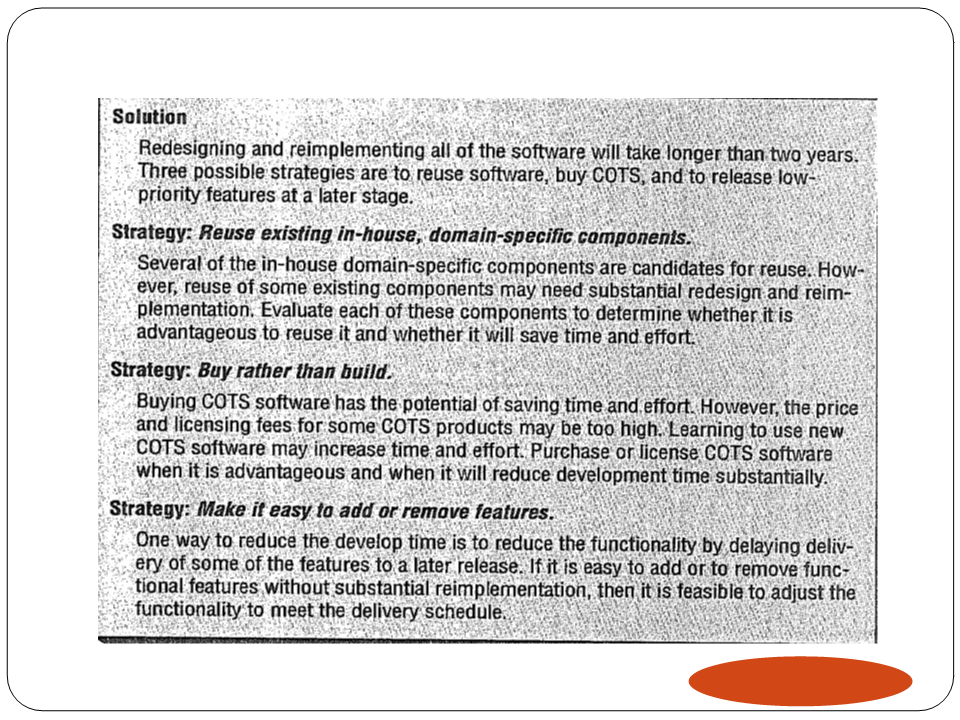 Solution
Redesigning and reimplementing all of the software will take longer than two years.
Three possible strategies are to reuse software, buy COTS, and to release low-
priority features at a later stage.
Strategy: Reuse existing in-house, domain-specific components.
Several of the in-house domain-specific components are candidates for reuse. How-
ever, reuse of some existing components may need substantial redesign and reim-
plementation. Evaluate each of these components to determine whether it is
advantageous to reuse it and whether it will save time and effort.
Strategy: Buy rather than build.
Buying COTS software has the potential of saving time and effort. However, the price
and licensing fees for some COTS products may be too high. Learning to use new
COTS software may increase time and effort. Purchase or license COTS software
when it is advantageous and when it will reduce development time substantially.
Strategy: Make it easy to add or remove features.
One way to reduce the develop time is to reduce the functionality by delaying deliv-
ery of some of the features to a later release. If it is easy to add or to remove func-
tional features without substantial reimplementation, then it is feasible to adjust the
functionality to meet the delivery schedule.